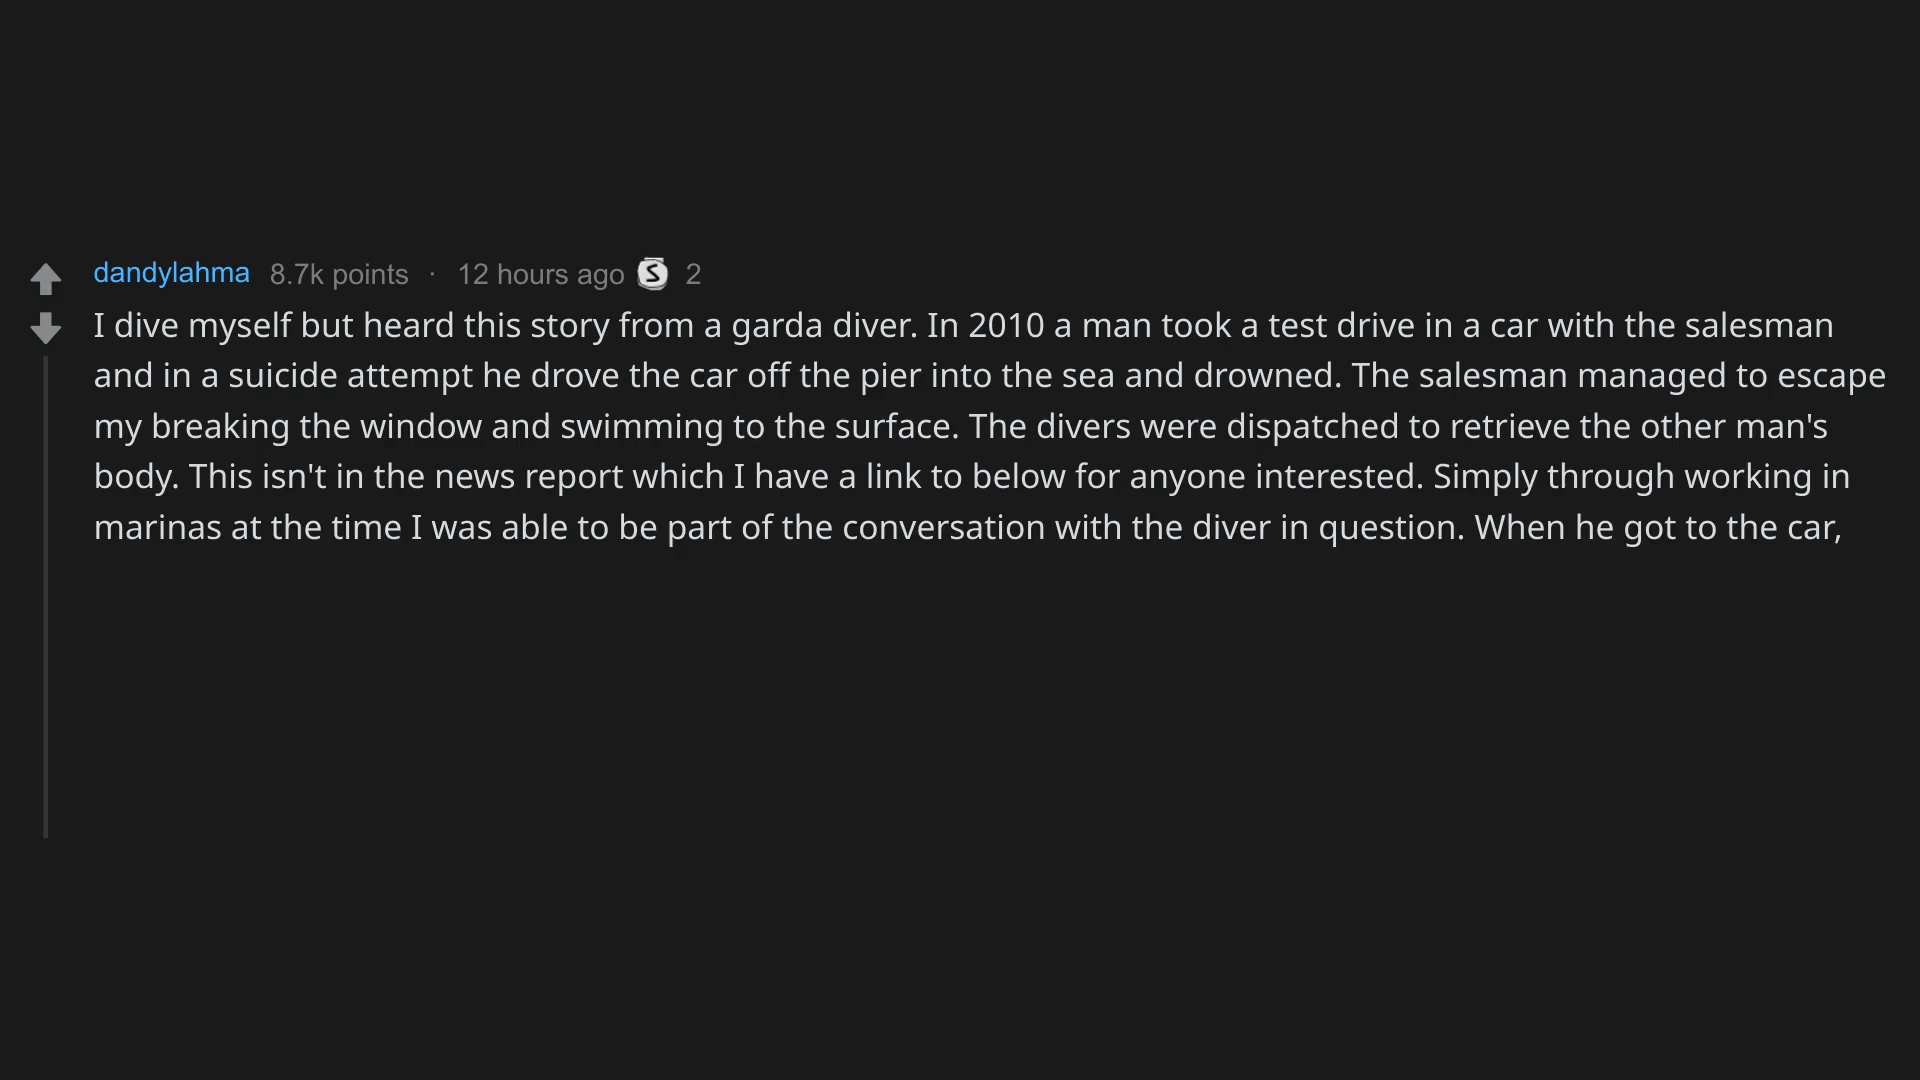 dandylahma 8.7k points · 12 hours ago S 2
I dive myself but heard this story from a garda diver. In 2010 a man took a test drive in a car with the salesman
and in a suicide attempt he drove the car off the pier into the sea and drowned. The salesman managed to escape
my breaking the window and swimming to the surface. The divers were dispatched to retrieve the other man's
body. This isn't in the news report which I have a link to below for anyone interested. Simply through working in
marinas at the time I was able to be part of the conversation with the diver in question. When he got to the car,